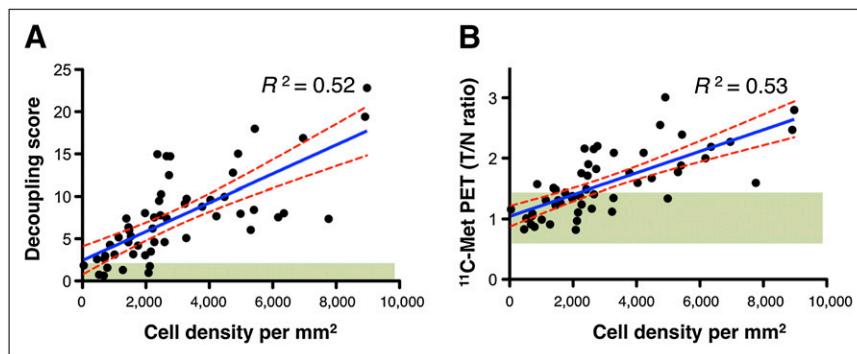 A
Decoupling score
25
20
15
10
5
0
R² = 0.52
0
2,000
4,000
6,000
8,000
10,000
Cell density per mm²
B
¹¹C-Met PET (T/N ratio)
3
2
1
0
R² = 0.53
0
2,000
4,000
6,000
8,000
10,000
Cell density per mm²